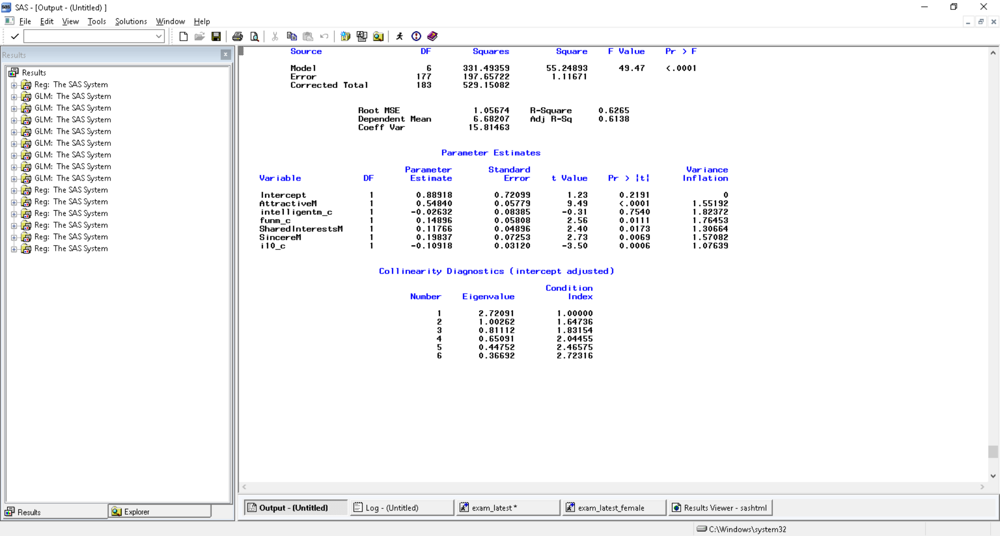 SAS - [Output - (Untitled) ]
File Edit View Tools Solutions Window Help
Results
Results
Reg: The SAS System
GLM: The SAS System
GLM: The SAS System
GLM: The SAS System
GLM: The SAS System
GLM: The SAS System
GLM: The SAS System
GLM: The SAS System
GLM: The SAS System
Reg: The SAS System
Reg: The SAS System
Reg: The SAS System
Reg: The SAS System
Reg: The SAS System
Reg: The SAS System
Results Explorer
Source DF Squares Square F Value Pr > F
Model 6 331.49359 55.24893 49.47 <.0001
Error 177 197.65722 1.11671
Corrected Total 183 529.15082
Root MSE 1.05674 R-Square 0.6265
Dependent Mean 6.68207 Adj R-Sq 0.6138
Coeff Var 15.81463
Parameter Estimates
Parameter Standard Variance
Variable DF Estimate Error t Value Pr > |t| Inflation
Intercept 1 0.88918 0.72099 1.23 0.2191 0
AttractiveM 1 0.54840 0.05779 9.49 <.0001 1.55192
intelligentm_c 1 -0.02632 0.08385 -0.31 0.7540 1.82372
funm_c 1 0.14896 0.05808 2.56 0.0111 1.76453
SharedInterestsM 1 0.11766 0.04896 2.40 0.0173 1.30664
SincereM 1 0.19837 0.07253 2.73 0.0069 1.57082
i10_c 1 -0.10918 0.03120 -3.50 0.0006 1.07639
Collinearity Diagnostics (intercept adjusted)
Condition
Number Eigenvalue Index
1 2.72091 1.00000
2 1.00262 1.64736
3 0.81112 1.83154
4 0.65091 2.04455
5 0.44752 2.46575
6 0.36692 2.72316
Output - (Untitled) Log - (Untitled) exam_latest * exam_latest_female Results Viewer - sashtml
C:\Windows\system32